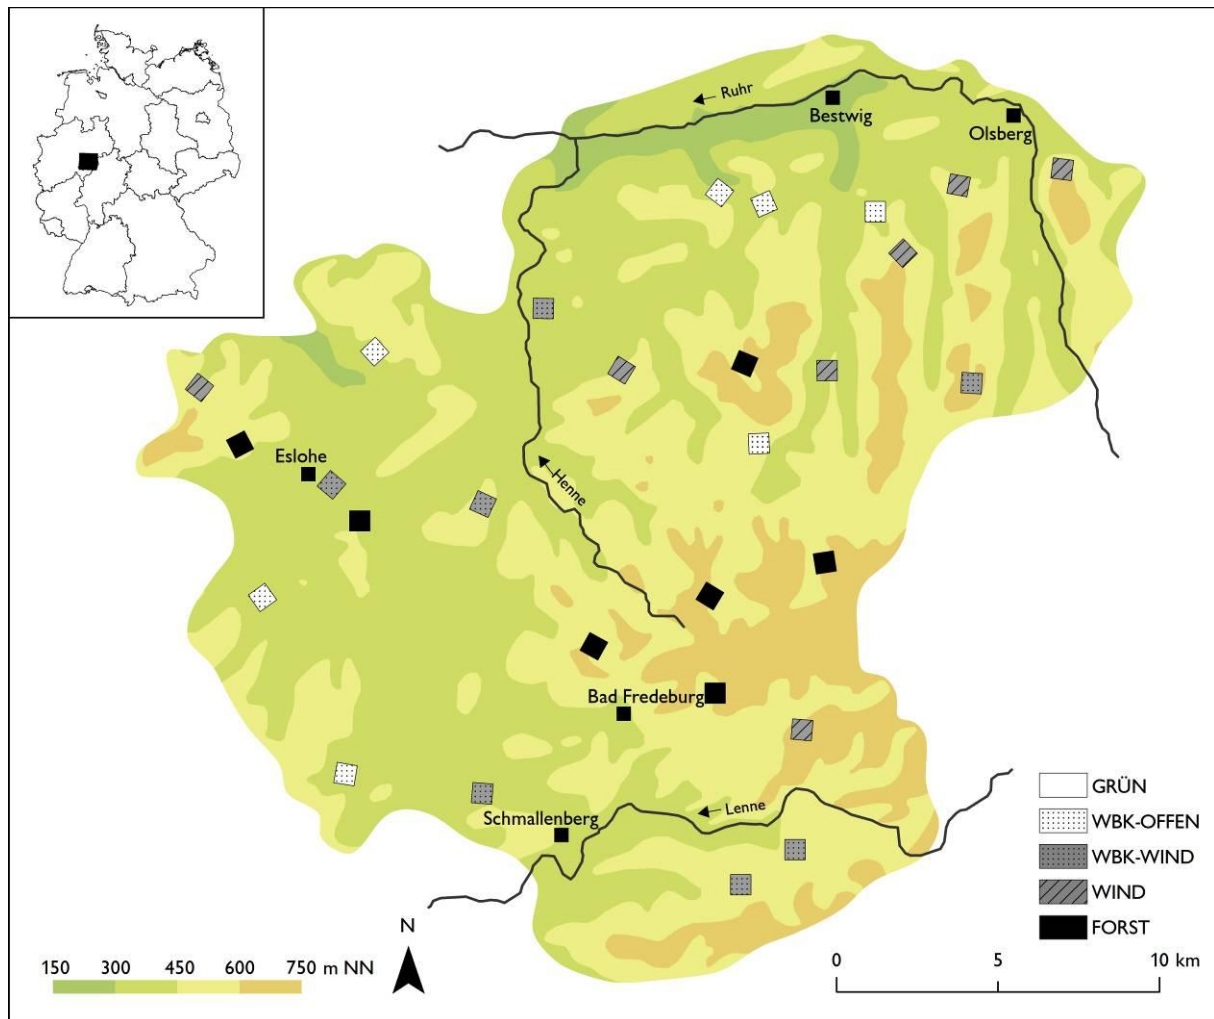 Ruhr
Bestwig
Olsberg
Eslohe
Henne
Bad Fredeburg
Schmallenberg
Lenne
GRÜN
WBK-OFFEN
WBK-WIND
WIND
FORST
N
150 300 450 600 750 m NN
0 5 10 km